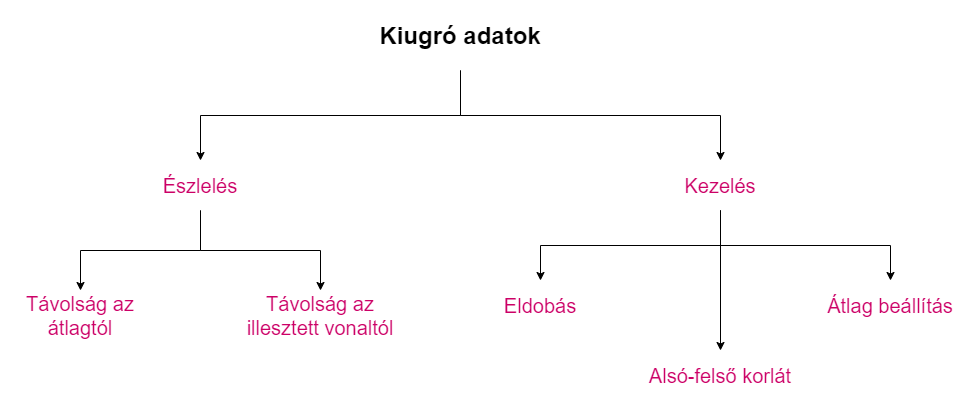 Kiugró adatok
Észlelés
Kezelés
Távolság az
átlagtól
Távolság az
illesztett vonaltól
Eldobás
Átlag beállítás
Alsó-felső korlát